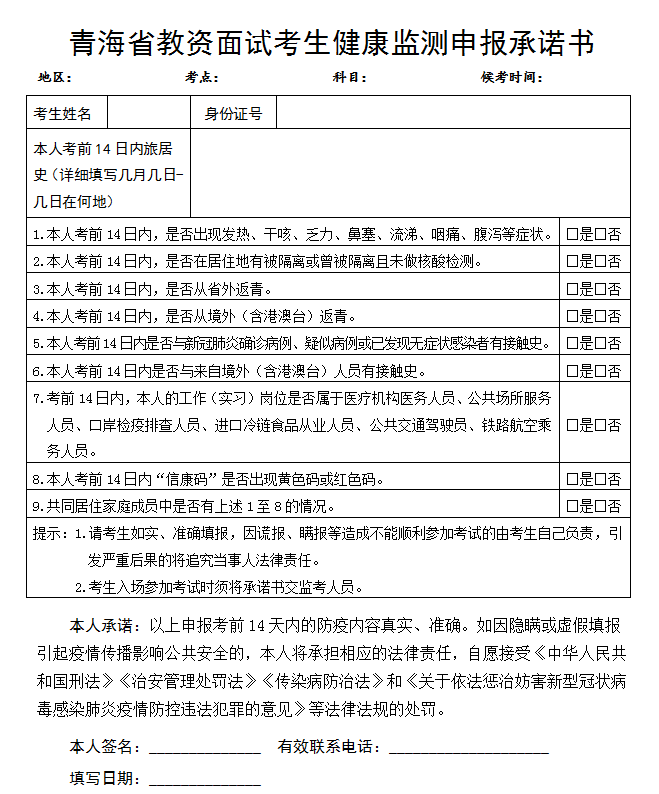 青海省教资面试考生健康监测申报承诺书
地区： 考点： 科目： 候考时间：
考生姓名 身份证号
本人考前14日内旅居
史（详细填写几月几日-
几日在何地）
1.本人考前14日内，是否出现发热、干咳、乏力、鼻塞、流涕、咽痛、腹泻等症状。 □是□否
2.本人考前14日内，是否在居住地有被隔离或曾被隔离且未做核酸检测。 □是□否
3.本人考前14日内，是否从省外返青。 □是□否
4.本人考前14日内，是否从境外（含港澳台）返青。 □是□否
5.本人考前14日内是否与新冠肺炎确诊病例、疑似病例或已发现无症状感染者有接触史。 □是□否
6.本人考前14日内是否与来自境外（含港澳台）人员有接触史。 □是□否
7.考前14日内，本人的工作（实习）岗位是否属于医疗机构医务人员、公共场所服务
人员、口岸检疫排查人员、进口冷链食品从业人员、公共交通驾驶员、铁路航空乘 □是□否
务人员。
8.本人考前14日内“信康码”是否出现黄色码或红色码。 □是□否
9.共同居住家庭成员中是否有上述1至8的情况。 □是□否
提示：1.请考生如实、准确填报，因谎报、瞒报等造成不能顺利参加考试的由考生自己负责，引
发严重后果的将追究当事人法律责任。
2.考生入场参加考试时须将承诺书交监考人员。
本人承诺：以上申报考前14天内的防疫内容真实、准确。如因隐瞒或虚假填报
引起疫情传播影响公共安全的，本人将承担相应的法律责任，自愿接受《中华人民共
和国刑法》《治安管理处罚法》《传染病防治法》和《关于依法惩治妨害新型冠状病
毒感染肺炎疫情防控违法犯罪的意见》等法律法规的处罚。
本人签名：______________ 有效联系电话：____________________
填写日期：______________